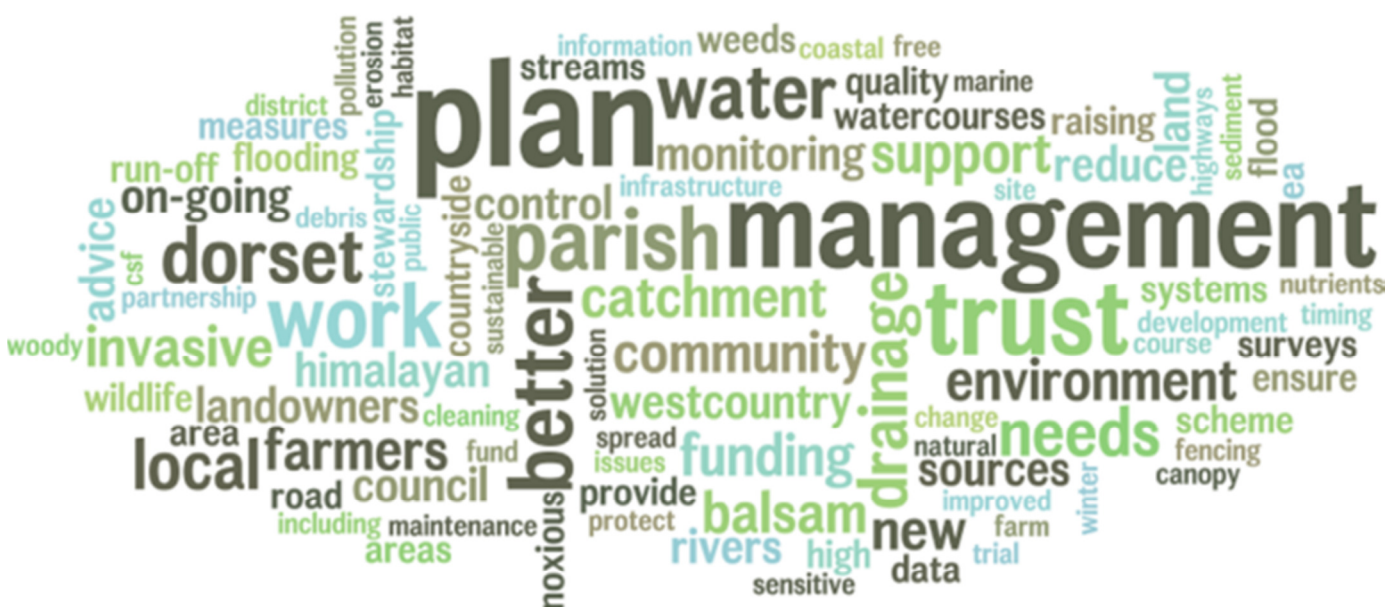 information
weeds
coastal
free
pollution
erosion
habitat
streams
plan
water
quality
marine
watercourses
raising
land
highways
sediment
flood
district
measures
stewardship
run-off
flooding
monitoring
support
reduce
ea
on-going
debris
public
countryside
control
infrastructure
site
advice
csf
dorset
sustainable
parish
management
partnership
work
better
catchment
drainage
trust
systems
nutrients
development
timing
woody
invasive
himalayan
solution
community
course
surveys
environment
ensure
wildlife
landowners
cleaning
westcountry
change
needs
scheme
area
local
farmers
fund
spread
issues
funding
natural
sources
fencing
canopy
road
council
provide
improved
winter
including
maintenance
noxious
protect
balsam
new
farm
areas
rivers
high
trial
data
sensitive